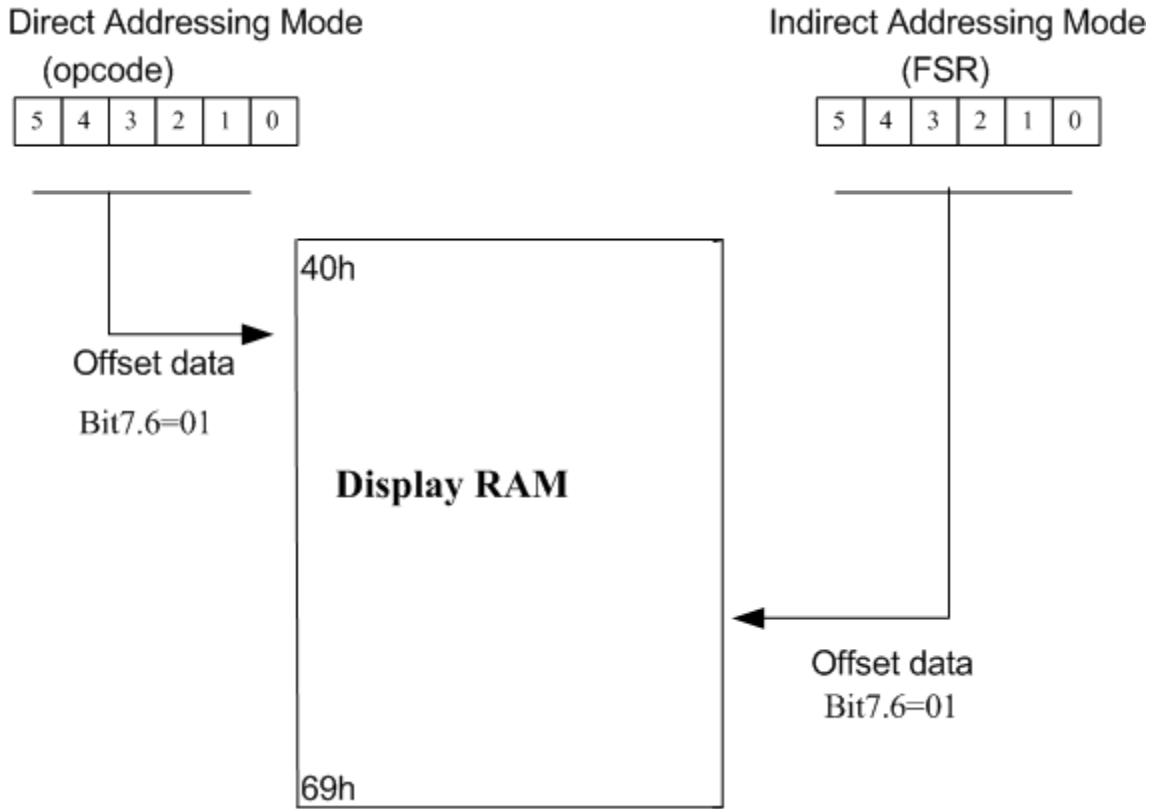 Direct Addressing Mode
(opcode)
5 4 3 2 1 0
Indirect Addressing Mode
(FSR)
5 4 3 2 1 0
40h
Offset data
Bit7.6=01
Display RAM
Offset data
Bit7.6=01
69h